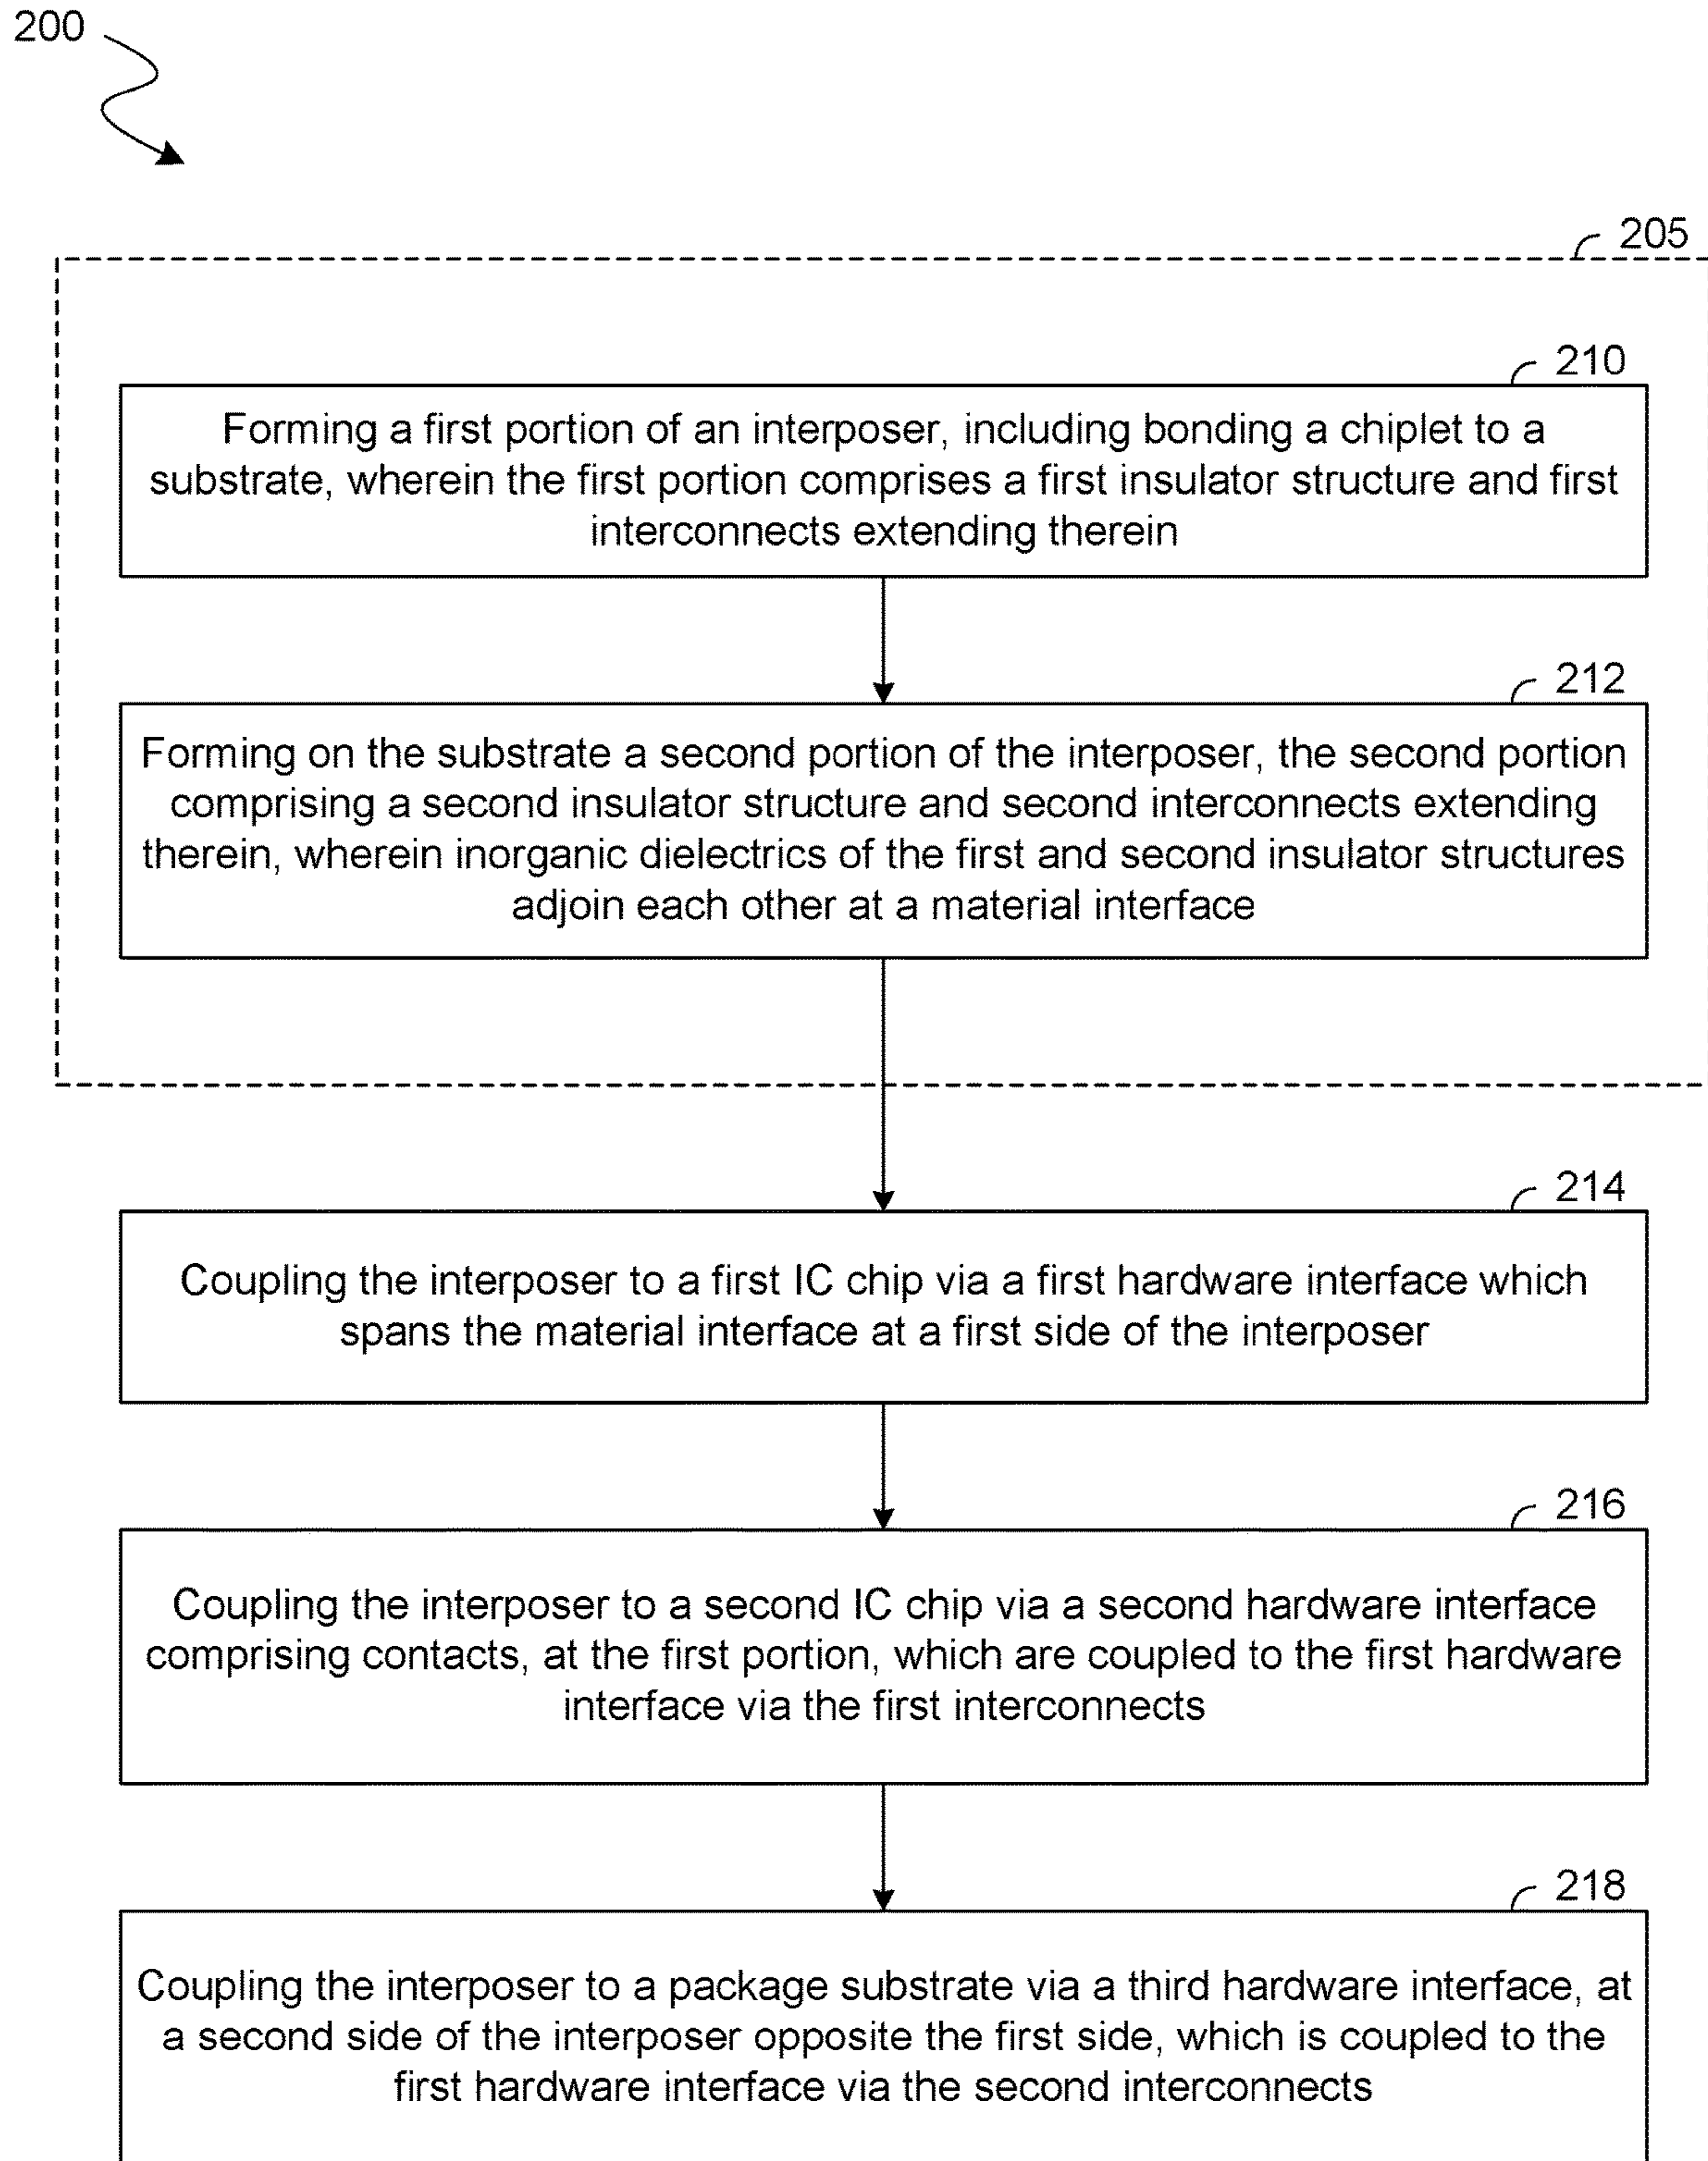 200
205
210
Forming a first portion of an interposer, including bonding a chiplet to a
substrate, wherein the first portion comprises a first insulator structure and first
interconnects extending therein
212
Forming on the substrate a second portion of the interposer, the second portion
comprising a second insulator structure and second interconnects extending
therein, wherein inorganic dielectrics of the first and second insulator structures
adjoin each other at a material interface
214
Coupling the interposer to a first IC chip via a first hardware interface which
spans the material interface at a first side of the interposer
216
Coupling the interposer to a second IC chip via a second hardware interface
comprising contacts, at the first portion, which are coupled to the first hardware
interface via the first interconnects
218
Coupling the interposer to a package substrate via a third hardware interface, at
a second side of the interposer opposite the first side, which is coupled to the
first hardware interface via the second interconnects